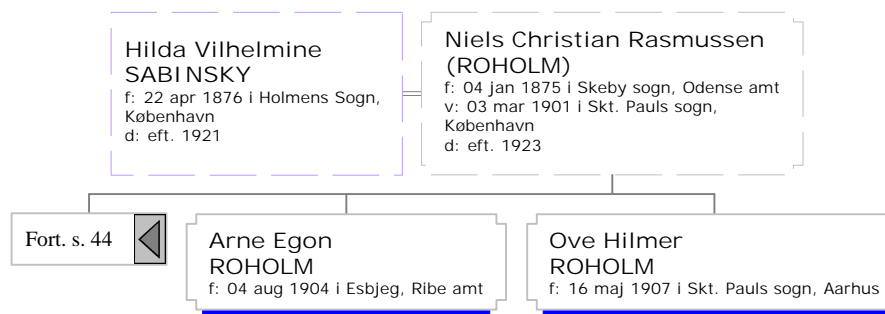 Hilda Vilhelmine
SABINSKY
f: 22 apr 1876 i Holmens Sogn,
København
d: eft. 1921
Niels Christian Rasmussen
(ROHOLM)
f: 04 jan 1875 i Skeby sogn, Odense amt
v: 03 mar 1901 i Skt. Pauls sogn,
København
d: eft. 1923
Fort. s. 44
Arne Egon
ROHOLM
f: 04 aug 1904 i Esbjeg, Ribe amt
Ove Hilmer
ROHOLM
f: 16 maj 1907 i Skt. Pauls sogn, Aarhus